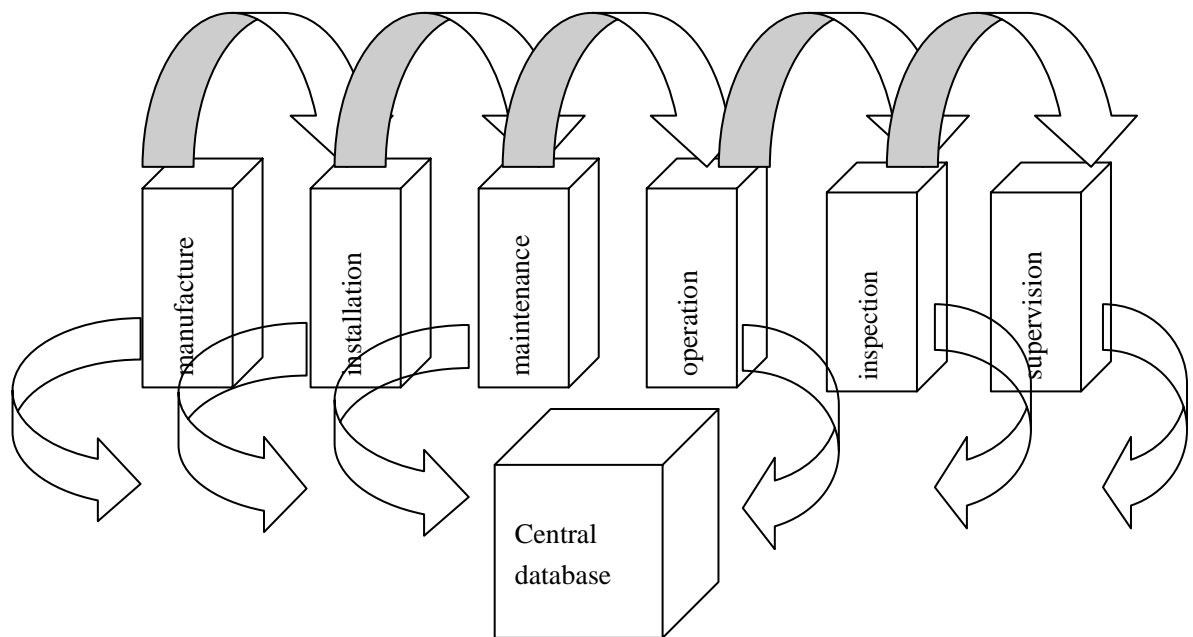 manufacture
installation
maintenance
operation
inspection
supervision
Central
database